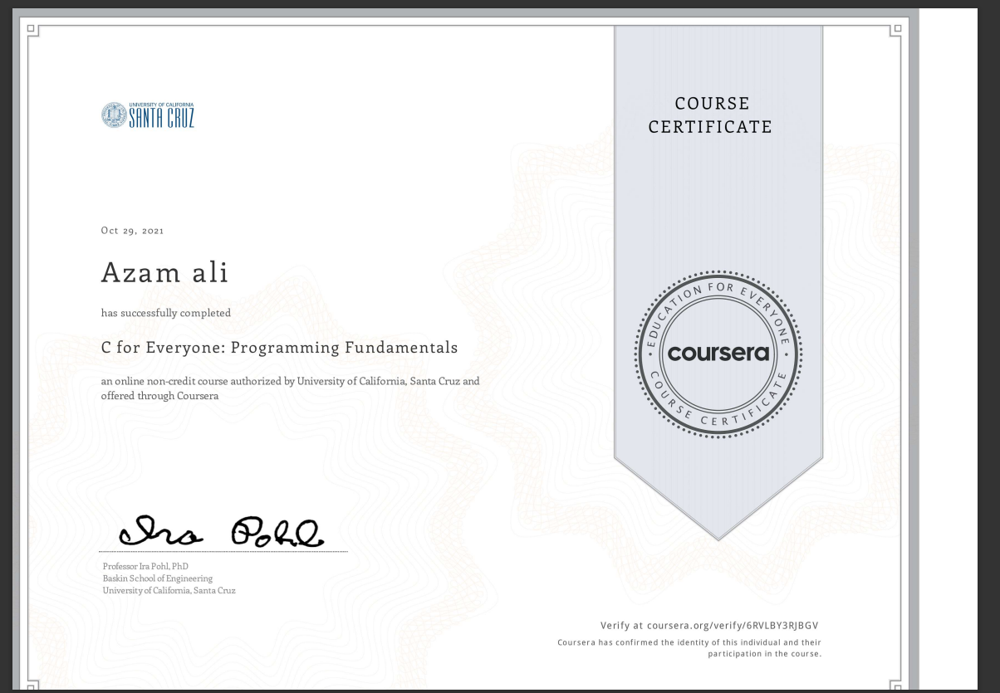 UNIVERSITY OF CALIFORNIA
SANTA CRUZ
COURSE
CERTIFICATE
Oct 29, 2021
Azam ali
has successfully completed
C for Everyone: Programming Fundamentals
an online non-credit course authorized by University of California, Santa Cruz and
offered through Coursera
EDUCATION FOR EVERYONE
coursera
COURSE CERTIFICATE
Ira Pohl
Professor Ira Pohl, PhD
Baskin School of Engineering
University of California, Santa Cruz
Verify at coursera.org/verify/6RVLBY3RJBGV
Coursera has confirmed the identity of this individual and their
participation in the course.